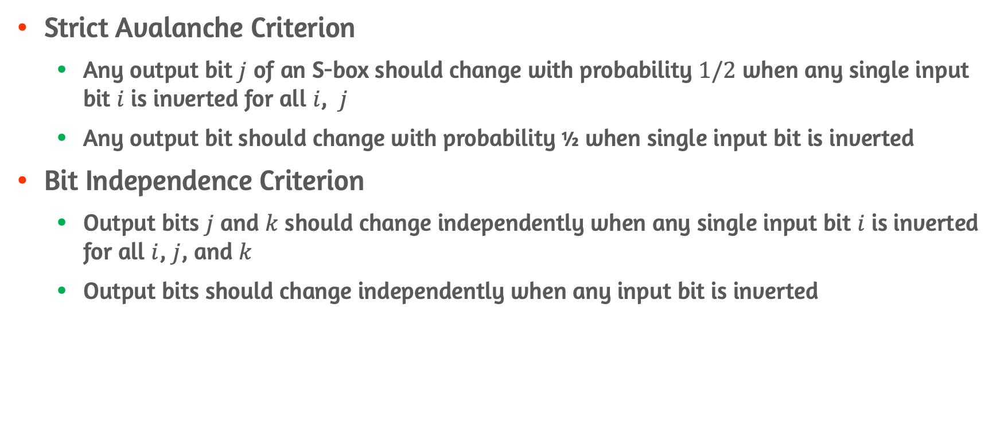 • Strict Avalanche Criterion
• Any output bit j of an S-box should change with probability 1/2 when any single input
bit i is inverted for all i, j
• Any output bit should change with probability ½ when single input bit is inverted
• Bit Independence Criterion
• Output bits j and k should change independently when any single input bit i is inverted
for all i, j, and k
• Output bits should change independently when any input bit is inverted